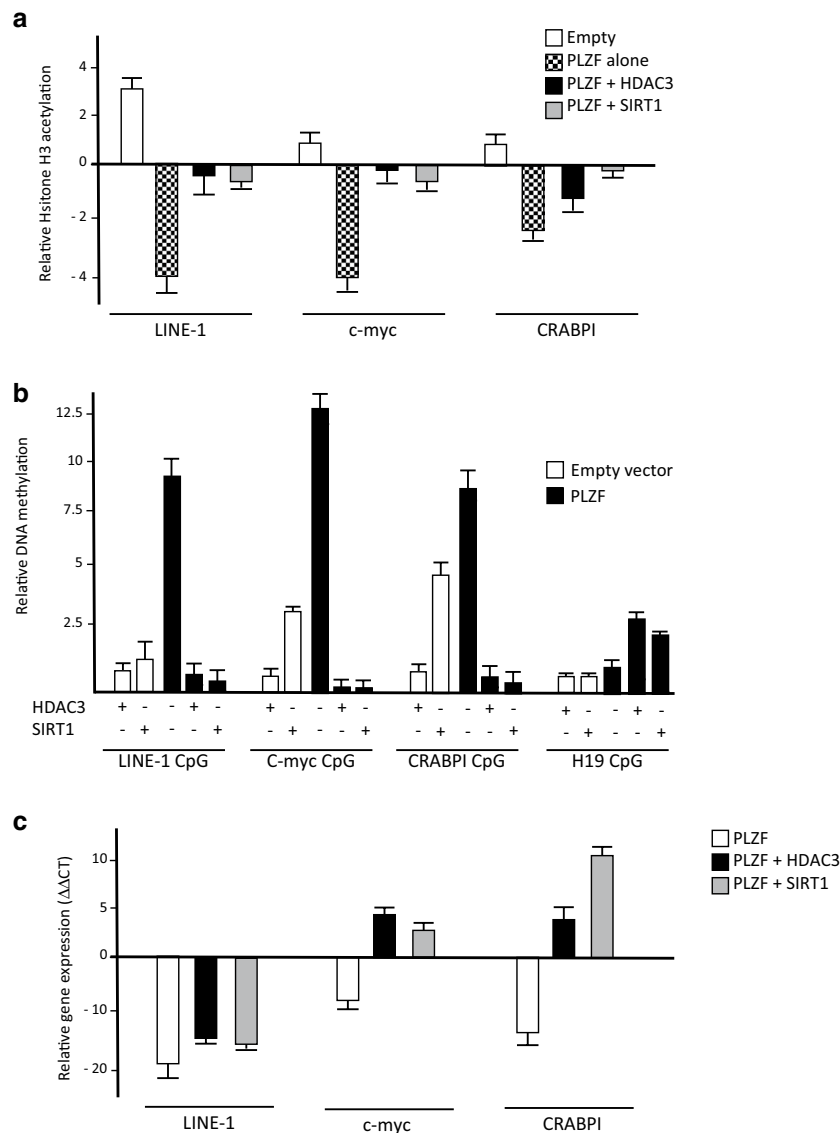 a
Empty
PLZF alone
PLZF + HDAC3
PLZF + SIRT1
Relative Hsitone H3 acetylation
4
2
0
- 2
- 4
LINE-1 c-myc CRABPI
b
Empty vector
PLZF
Relative DNA methylation
12.5
10
7.5
5
2.5
HDAC3 + - - + - + - - + - + - - + - + - - + -
SIRT1 - + - - + - + - - + - + - - + - + - - +
LINE-1 CpG C-myc CpG CRABPI CpG H19 CpG
c
PLZF
PLZF + HDAC3
PLZF + SIRT1
Relative gene expression (ΔΔCT)
10
5
0
- 10
- 20
LINE-1 c-myc CRABPI